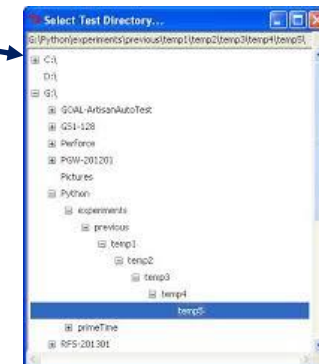 Select Test Directory...
G:\Python\experiments\previous\temp1\temp2\temp3\temp4\temp5\
C:\
D:\
G:\
GOAL-ArtisanAutoTest
GS1-128
Perforce
PGW-201201
Pictures
Python
experiments
previous
temp1
temp2
temp3
temp4
temp5
primeTime
RFS-201301